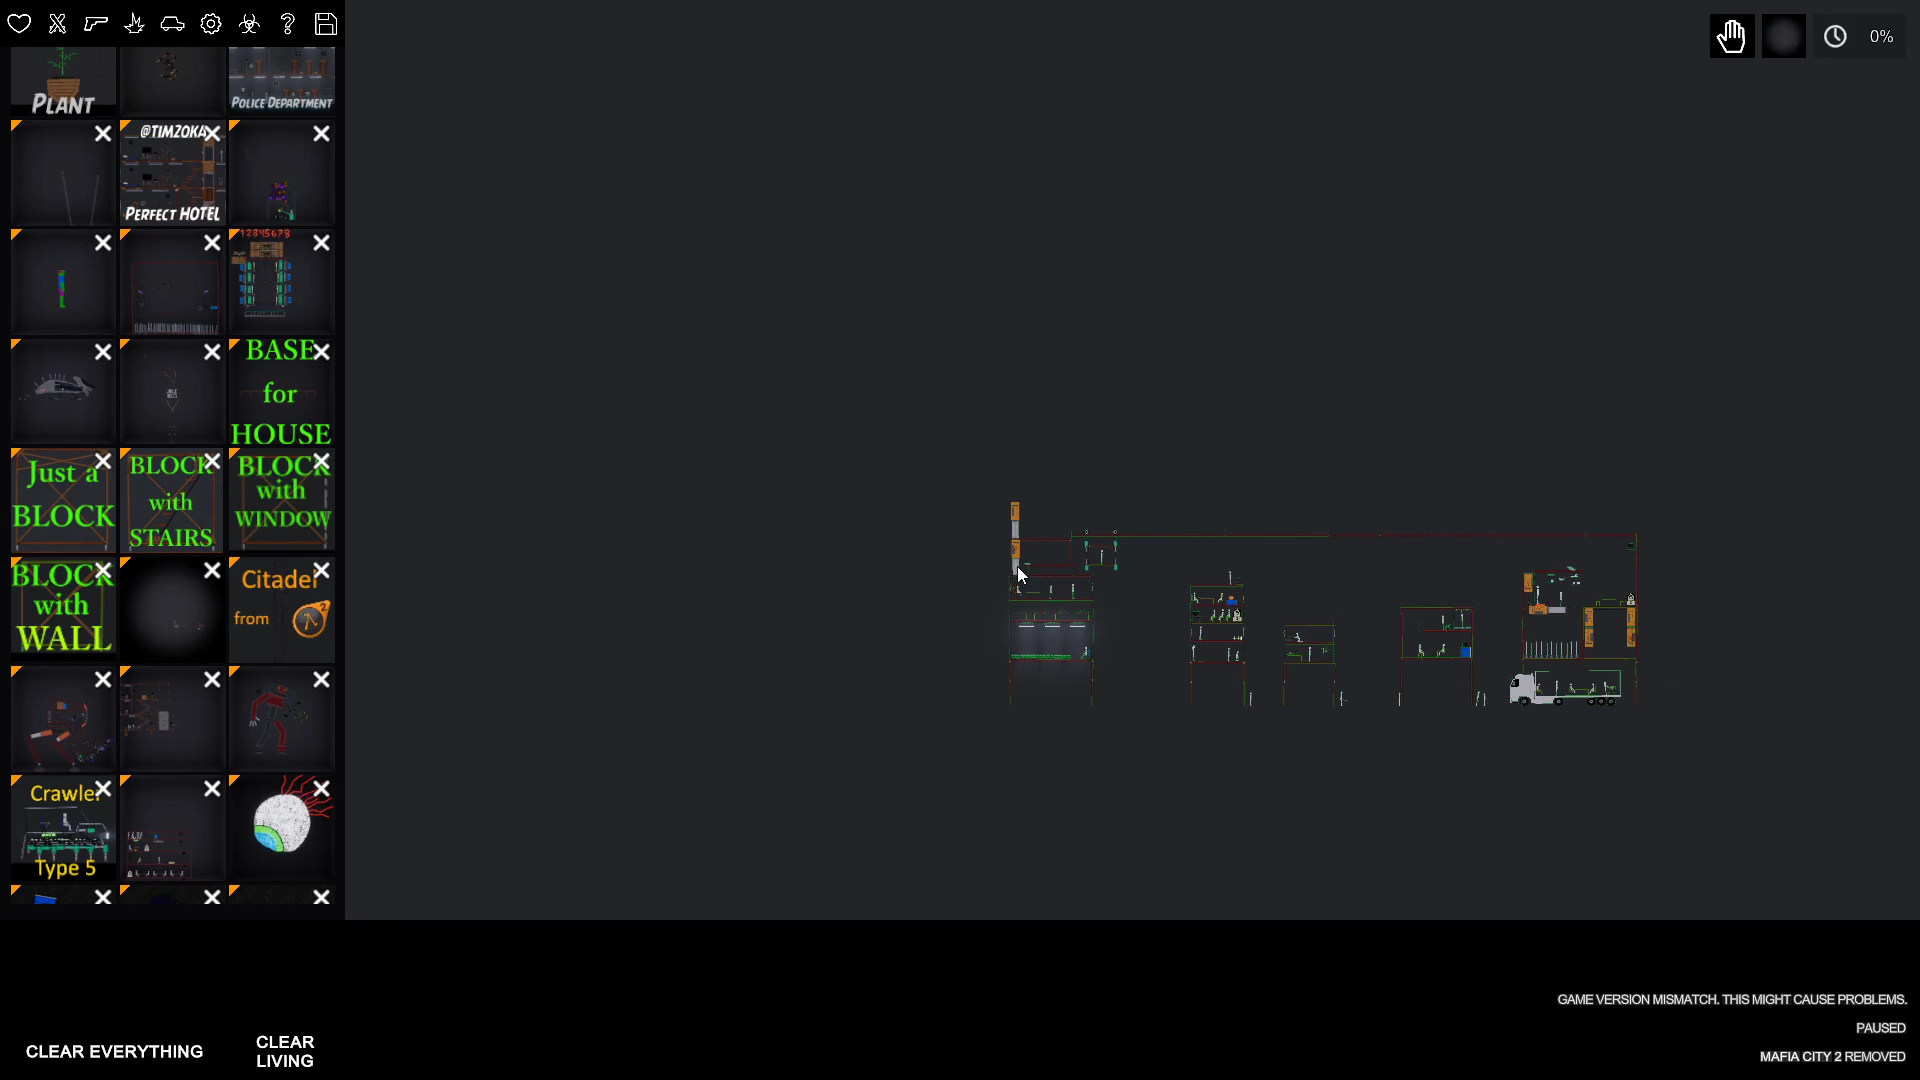 0%
PLANT
POLICE DEPARTMENT
@TIMZOKA
PERFECT HOTEL
12345678
BASE
for
HOUSE
Just a
BLOCK
BLOCK
with
STAIRS
BLOCK
with
WINDOW
BLOCK
with
WALL
Citadel
from
2
Crawler
Type 5
GAME VERSION MISMATCH. THIS MIGHT CAUSE PROBLEMS.
PAUSED
MAFIA CITY 2 REMOVED
CLEAR EVERYTHING
CLEAR
LIVING